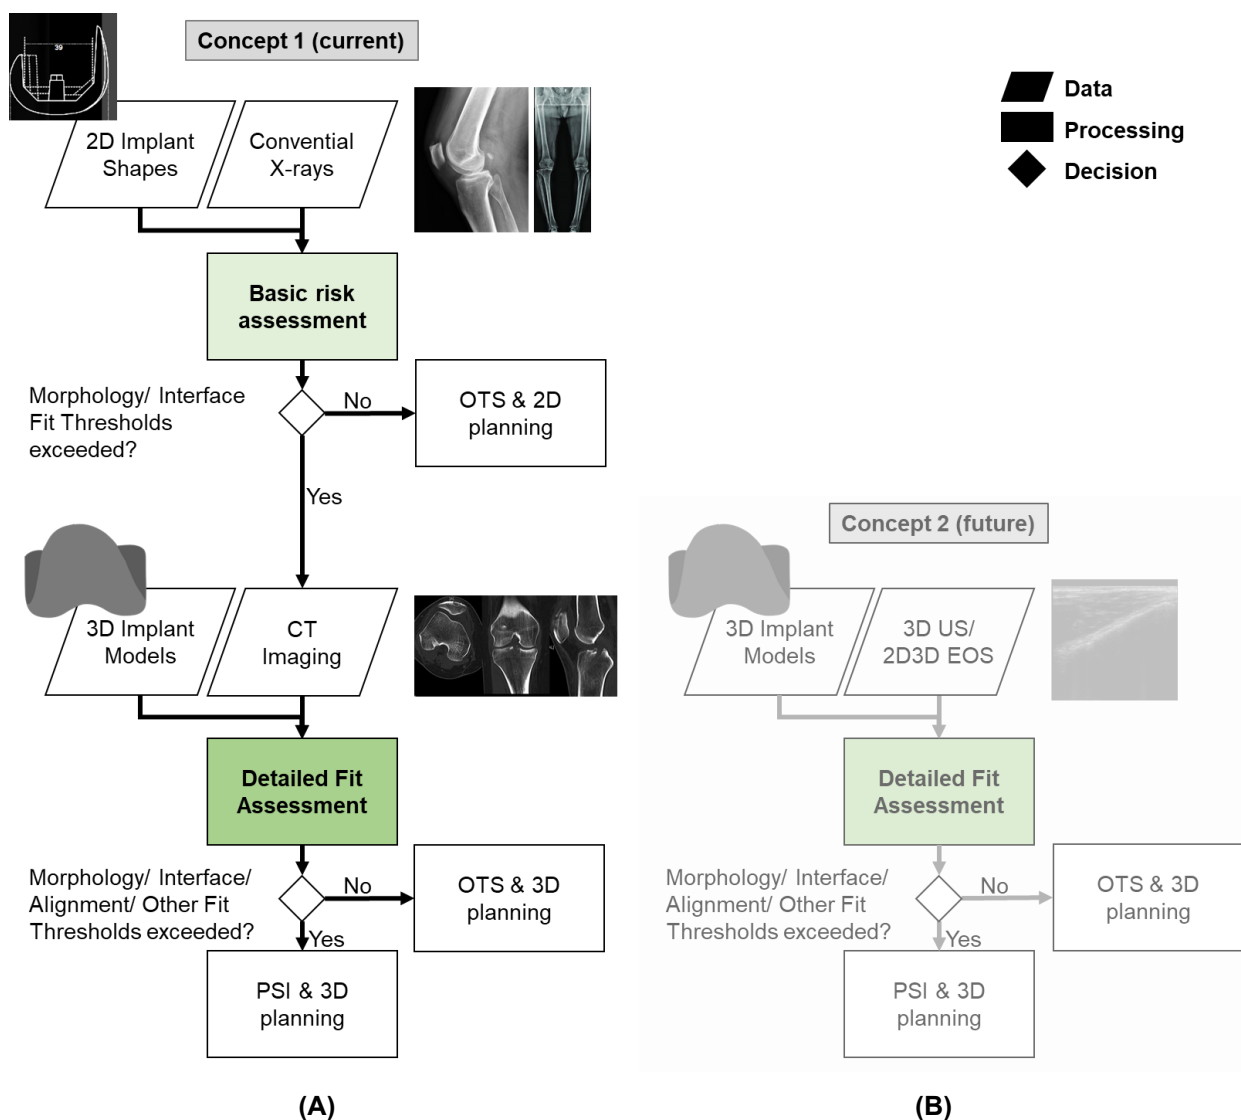 Concept 1 (current)
39
2D Implant
Shapes
Convential
X-rays
Data
Processing
Decision
Basic risk
assessment
Morphology/ Interface
Fit Thresholds
exceeded?
No
OTS & 2D
planning
Yes
3D Implant
Models
CT
Imaging
Detailed Fit
Assessment
Morphology/ Interface/
Alignment/ Other Fit
Thresholds exceeded?
No
OTS & 3D
planning
Yes
PSI & 3D
planning
(A)
Concept 2 (future)
3D Implant
Models
3D US/
2D3D EOS
Detailed Fit
Assessment
Morphology/ Interface/
Alignment/ Other Fit
Thresholds exceeded?
No
OTS & 3D
planning
Yes
PSI & 3D
planning
(B)